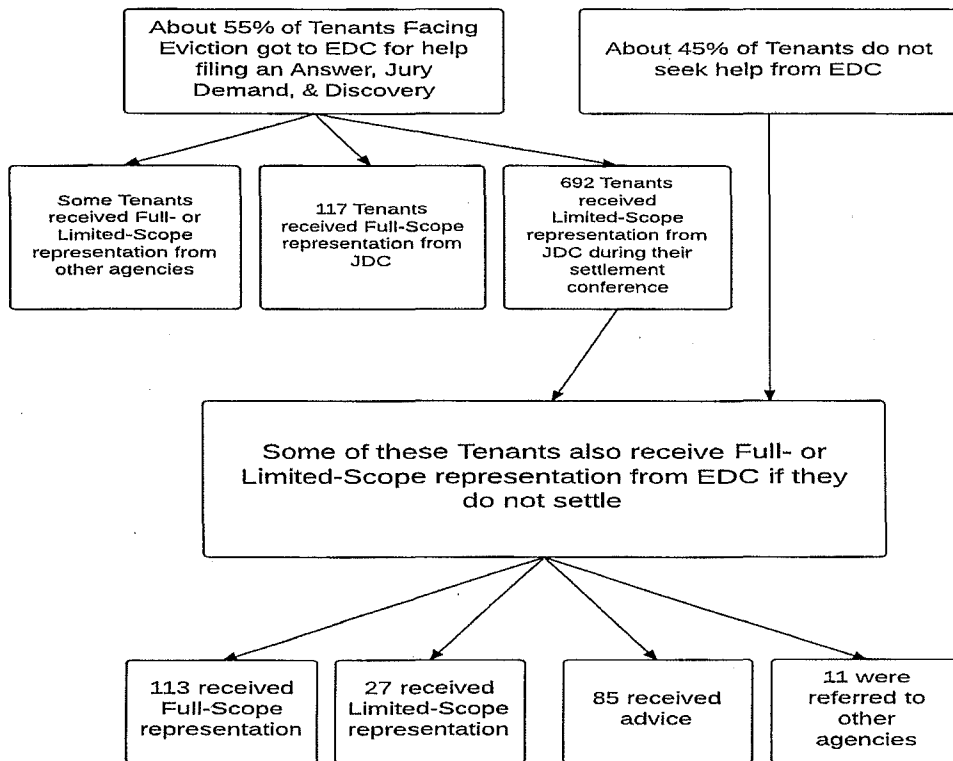 About 55% of Tenants Facing
Eviction got to EDC for help
filing an Answer, Jury
Demand, & Discovery
About 45% of Tenants do not
seek help from EDC
Some Tenants
received Full- or
Limited-Scope
representation from
other agencies
117 Tenants
received Full-Scope
representation from
JDC
692 Tenants
received
Limited-Scope
representation from
JDC during their
settlement
conference
Some of these Tenants also receive Full- or
Limited-Scope representation from EDC if they
do not settle
113 received
Full-Scope
representation
27 received
Limited-Scope
representation
85 received
advice
11 were
referred to
other
agencies